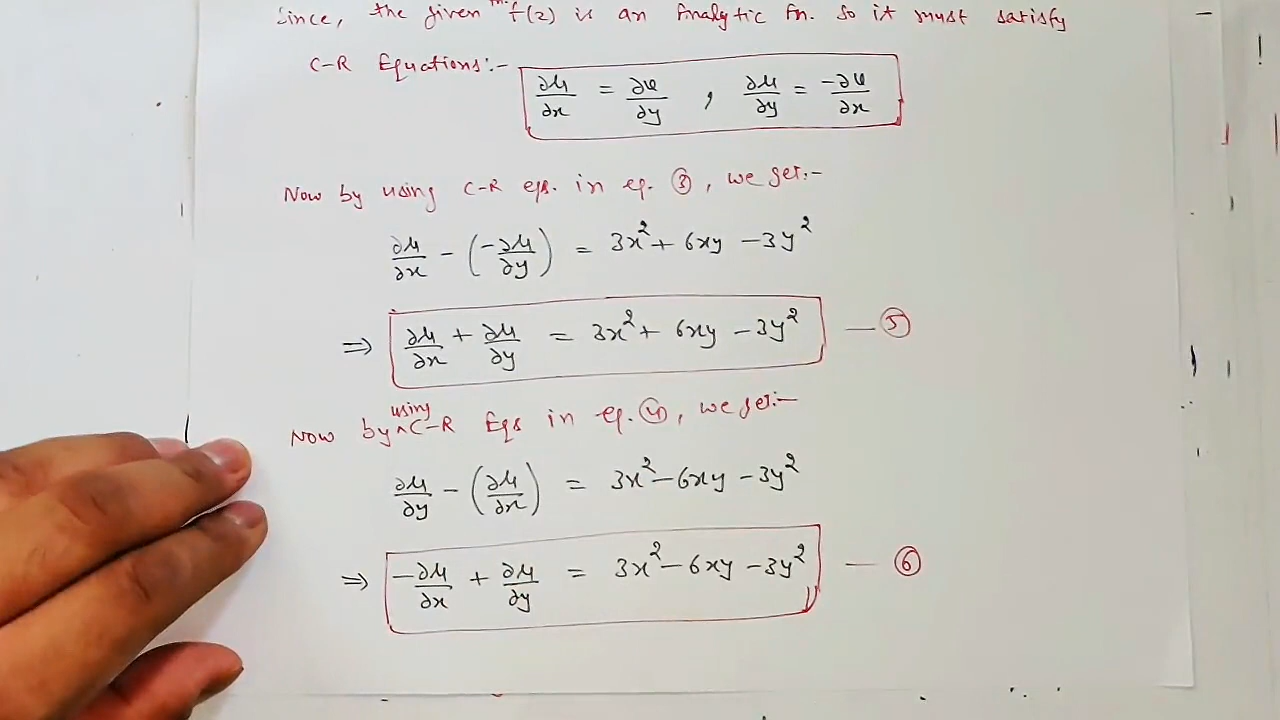 Since, the given f(z) is an Analytic fn. So it must satisfy
C-R Equations:-
∂u/∂x = ∂v/∂y , ∂u/∂y = -∂v/∂x
Now by using C-R eqs. in eq. ③, we get:-
∂u/∂x - (-∂u/∂y) = 3x² + 6xy - 3y²
⇒ ∂u/∂x + ∂u/∂y = 3x² + 6xy - 3y² — ⑤
Now by ^using C-R Eqs in eq. ④, we get:-
∂u/∂y - (∂u/∂x) = 3x² - 6xy - 3y²
⇒ -∂u/∂x + ∂u/∂y = 3x² - 6xy - 3y² — ⑥